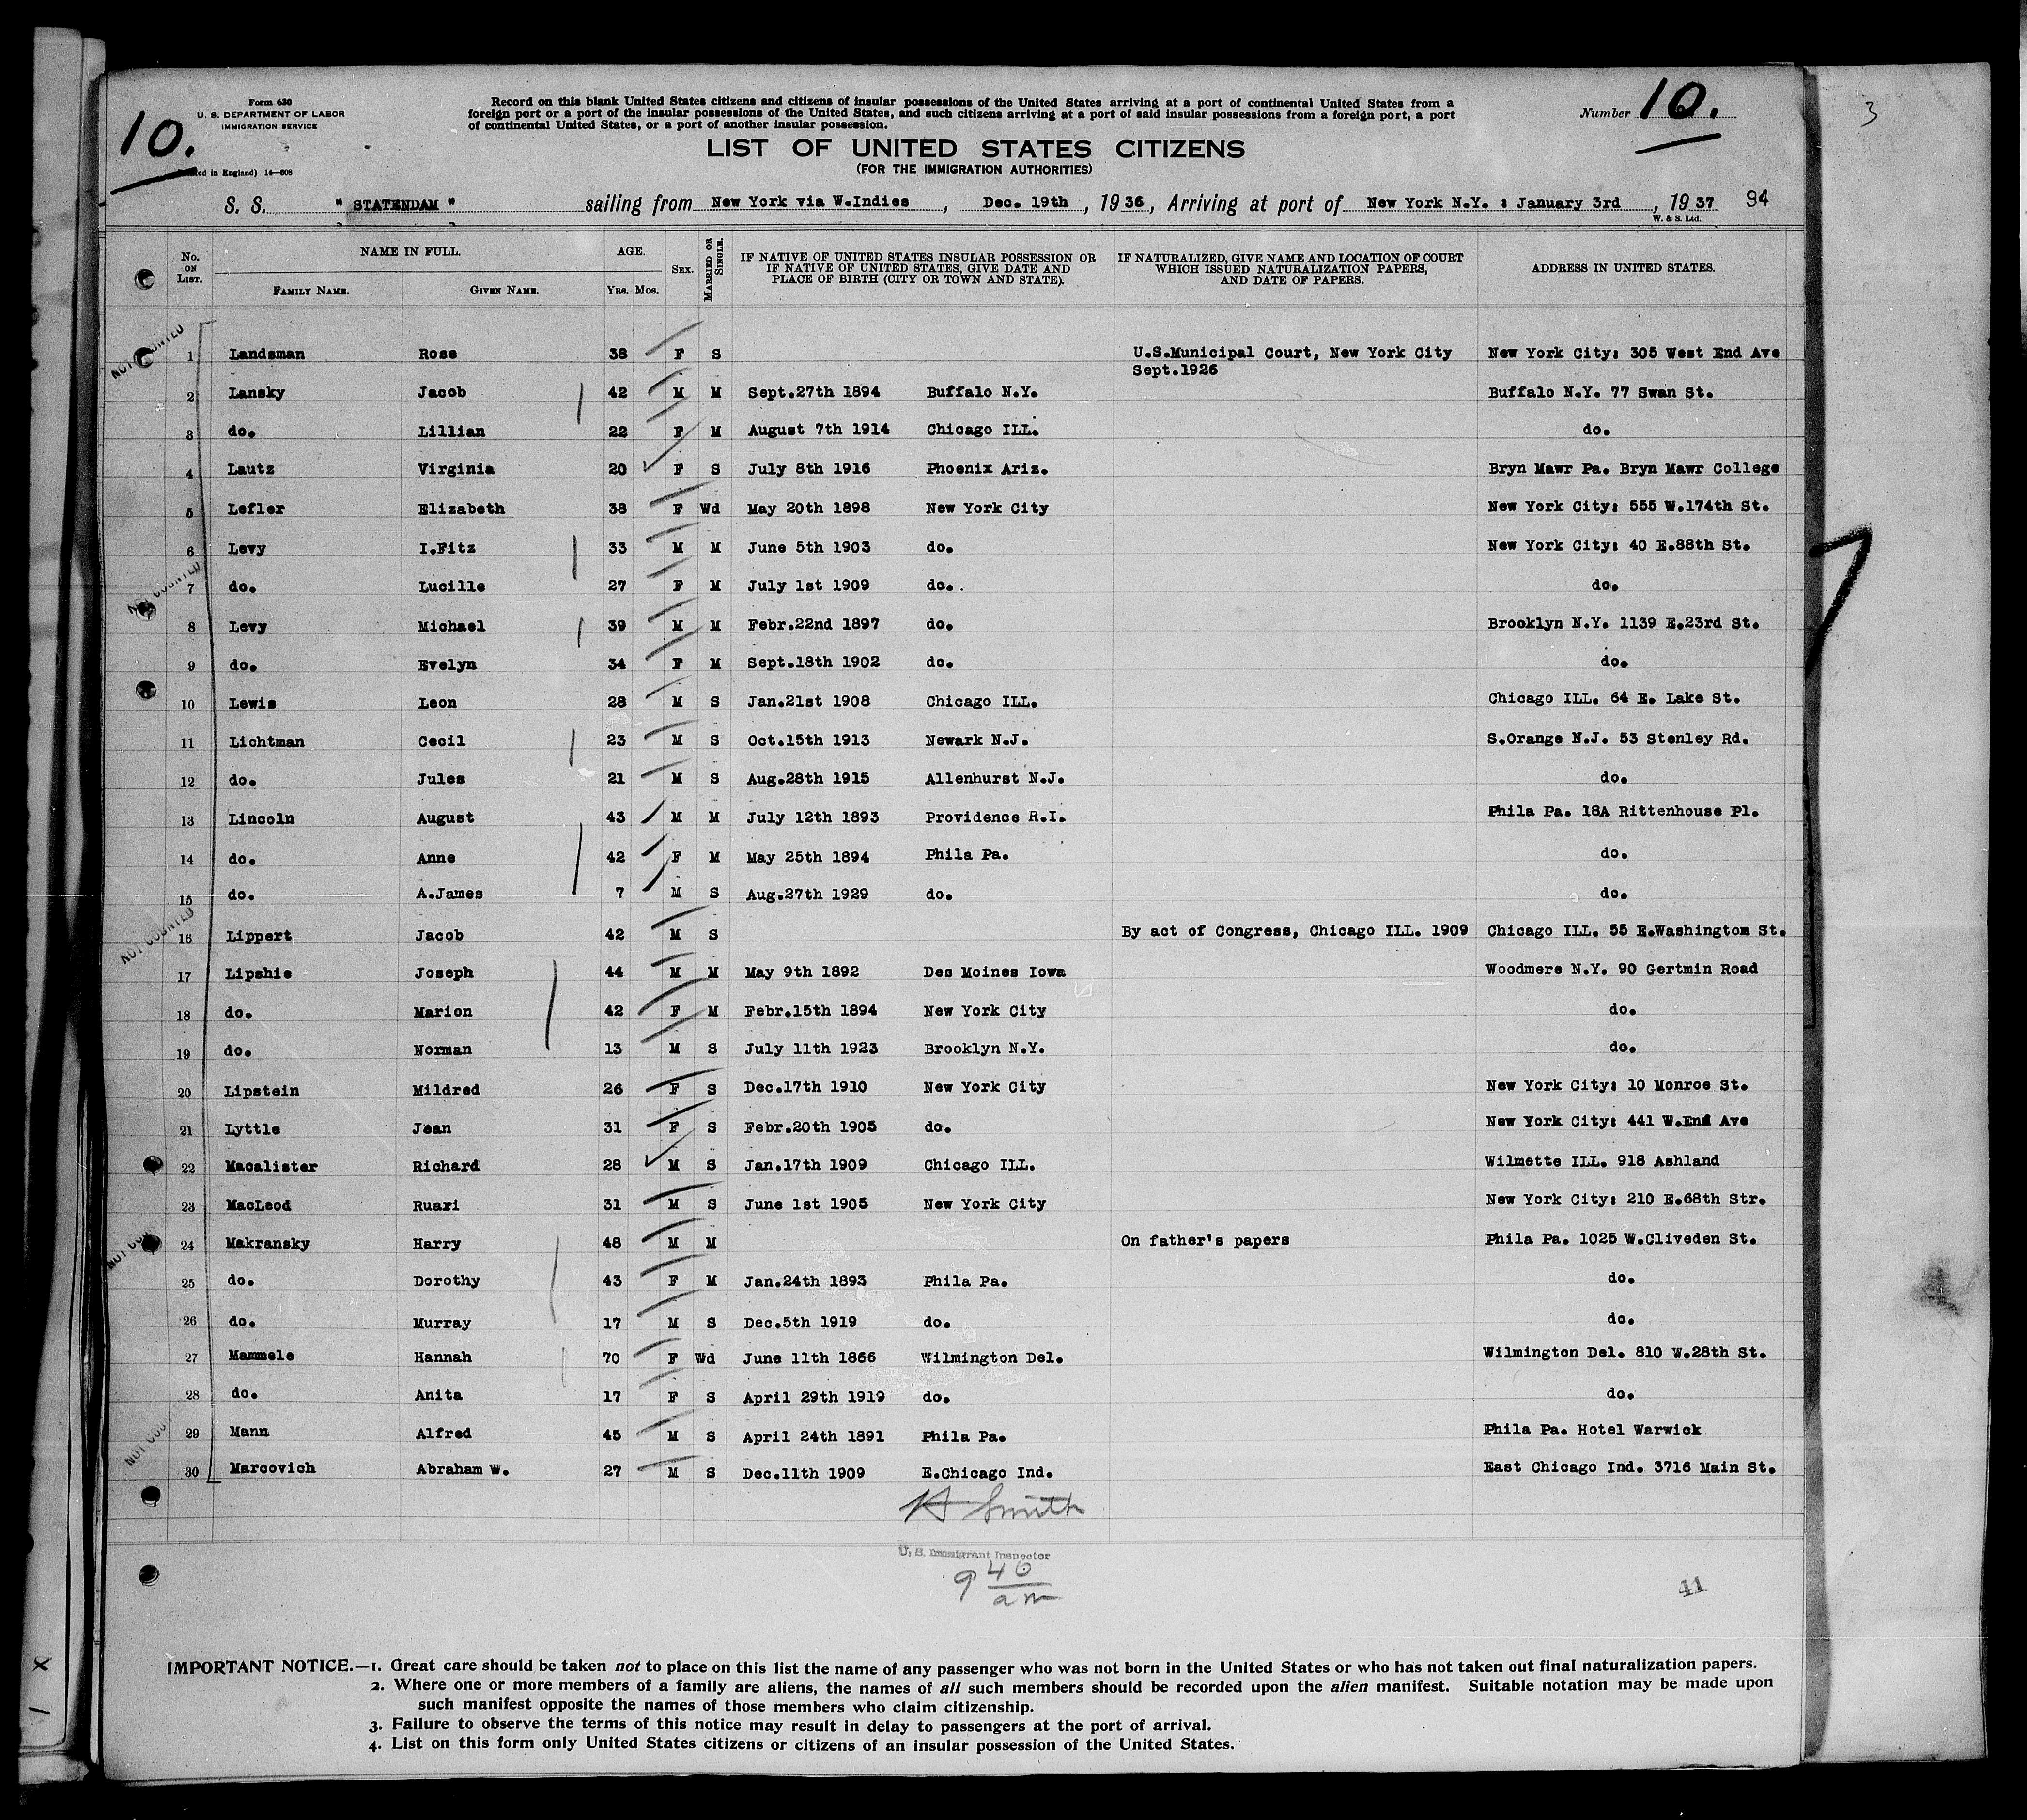 Form 630
U. S. DEPARTMENT OF LABOR
IMMIGRATION SERVICE
10.
ed in England) 14—608
Record on this blank United States citizens and citizens of insular possessions of the United States arriving at a port of continental United States from a
foreign port or a port of the insular possessions of the United States, and such citizens arriving at a port of said insular possessions from a foreign port, a port
of continental United States, or a port of another insular possession.
Number 10.
3
LIST OF UNITED STATES CITIZENS
(FOR THE IMMIGRATION AUTHORITIES)
S. S. " STATENDAM " sailing from New York via W.Indies , Dec. 19th , 19 36, Arriving at port of New York N.Y. : January 3rd , 19 37 94
W. & S. Ltd.
No. ON LIST. NAME IN FULL. FAMILY NAME. GIVEN NAME. AGE. YRS. MOS. SEX. MARRIED OR SINGLE. IF NATIVE OF UNITED STATES INSULAR POSSESSION OR IF NATIVE OF UNITED STATES, GIVE DATE AND PLACE OF BIRTH (CITY OR TOWN AND STATE). IF NATURALIZED, GIVE NAME AND LOCATION OF COURT WHICH ISSUED NATURALIZATION PAPERS, AND DATE OF PAPERS. ADDRESS IN UNITED STATES.
NOT COUNTED
1 Landsman Rose 38 F S U.S.Municipal Court, New York City New York City: 305 West End Ave
Sept.1926
2 Lansky Jacob 42 M M Sept.27th 1894 Buffalo N.Y. Buffalo N.Y. 77 Swan St.
3 do. Lillian 22 F M August 7th 1914 Chicago ILL. do.
4 Lautz Virginia 20 F S July 8th 1916 Phoenix Ariz. Bryn Mawr Pa. Bryn Mawr College
5 Lefler Elizabeth 38 F Wd May 20th 1898 New York City New York City: 555 W.174th St.
6 Levy I.Fitz 33 M M June 5th 1903 do. New York City: 40 E.88th St.
NOT COUNTED
7 do. Lucille 27 F M July 1st 1909 do. do.
8 Levy Michael 39 M M Febr.22nd 1897 do. Brooklyn N.Y. 1139 E.23rd St.
9 do. Evelyn 34 F M Sept.18th 1902 do. do.
10 Lewis Leon 28 M S Jan.21st 1908 Chicago ILL. Chicago ILL. 64 E. Lake St.
11 Lichtman Cecil 23 M S Oct.15th 1913 Newark N.J. S.Orange N.J. 53 Stenley Rd.
12 do. Jules 21 M S Aug.28th 1915 Allenhurst N.J. do.
13 Lincoln August 43 M M July 12th 1893 Providence R.I. Phila Pa. 18A Rittenhouse Pl.
14 do. Anne 42 F M May 25th 1894 Phila Pa. do.
15 do. A.James 7 M S Aug.27th 1929 do. do.
NOT COUNTED
16 Lippert Jacob 42 M S By act of Congress, Chicago ILL. 1909 Chicago ILL. 55 E.Washington St.
17 Lipshie Joseph 44 M M May 9th 1892 Des Moines Iowa Woodmere N.Y. 90 Gertmin Road
18 do. Marion 42 F M Febr.15th 1894 New York City do.
19 do. Norman 13 M S July 11th 1923 Brooklyn N.Y. do.
20 Lipstein Mildred 26 F S Dec.17th 1910 New York City New York City: 10 Monroe St.
21 Lyttle Jean 31 F S Febr.20th 1905 do. New York City: 441 W.End Ave
22 Macalister Richard 28 M S Jan.17th 1909 Chicago ILL. Wilmette ILL. 918 Ashland
23 MacLeod Ruari 31 M S June 1st 1905 New York City New York City: 210 E.68th Str.
24 Makransky Harry 48 M M On father's papers Phila Pa. 1025 W.Cliveden St.
25 do. Dorothy 43 F M Jan.24th 1893 Phila Pa. do.
26 do. Murray 17 M S Dec.5th 1919 do. do.
27 Mammele Hannah 70 F Wd June 11th 1866 Wilmington Del. Wilmington Del. 810 W.28th St.
28 do. Anita 17 F S April 29th 1919 do. do.
29 Mann Alfred 45 M S April 24th 1891 Phila Pa. Phila Pa. Hotel Warwick
30 Marcovich Abraham W. 27 M S Dec.11th 1909 E.Chicago Ind. East Chicago Ind. 3716 Main St.
H Smith
U. S. Immigrant Inspector
9 40 am
41
IMPORTANT NOTICE.—1. Great care should be taken not to place on this list the name of any passenger who was not born in the United States or who has not taken out final naturalization papers.
2. Where one or more members of a family are aliens, the names of all such members should be recorded upon the alien manifest. Suitable notation may be made upon
such manifest opposite the names of those members who claim citizenship.
3. Failure to observe the terms of this notice may result in delay to passengers at the port of arrival.
4. List on this form only United States citizens or citizens of an insular possession of the United States.